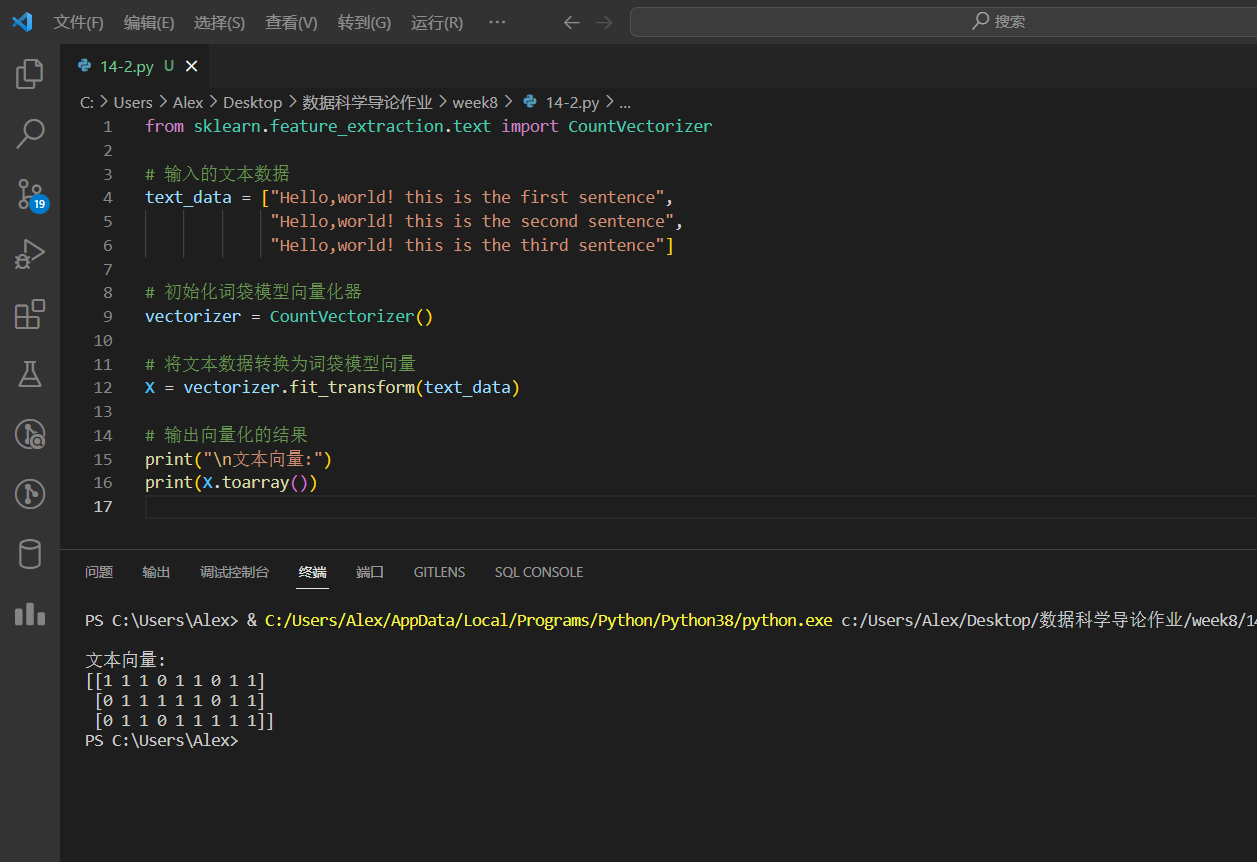 文件(F) 编辑(E) 选择(S) 查看(V) 转到(G) 运行(R) ··· 搜索
14-2.py U
C: > Users > Alex > Desktop > 数据科学导论作业 > week8 > 14-2.py > ...
1 from sklearn.feature_extraction.text import CountVectorizer
2
3 # 输入的文本数据
4 text_data = ["Hello,world! this is the first sentence",
5 "Hello,world! this is the second sentence",
6 "Hello,world! this is the third sentence"]
7
8 # 初始化词袋模型向量化器
9 vectorizer = CountVectorizer()
10
11 # 将文本数据转换为词袋模型向量
12 X = vectorizer.fit_transform(text_data)
13
14 # 输出向量化的结果
15 print("\n文本向量:")
16 print(X.toarray())
17
19
问题 输出 调试控制台 终端 端口 GITLENS SQL CONSOLE
PS C:\Users\Alex> & C:/Users/Alex/AppData/Local/Programs/Python/Python38/python.exe c:/Users/Alex/Desktop/数据科学导论作业/week8/14
文本向量:
[[1 1 1 0 1 1 0 1 1]
[0 1 1 1 1 1 0 1 1]
[0 1 1 0 1 1 1 1 1]]
PS C:\Users\Alex>